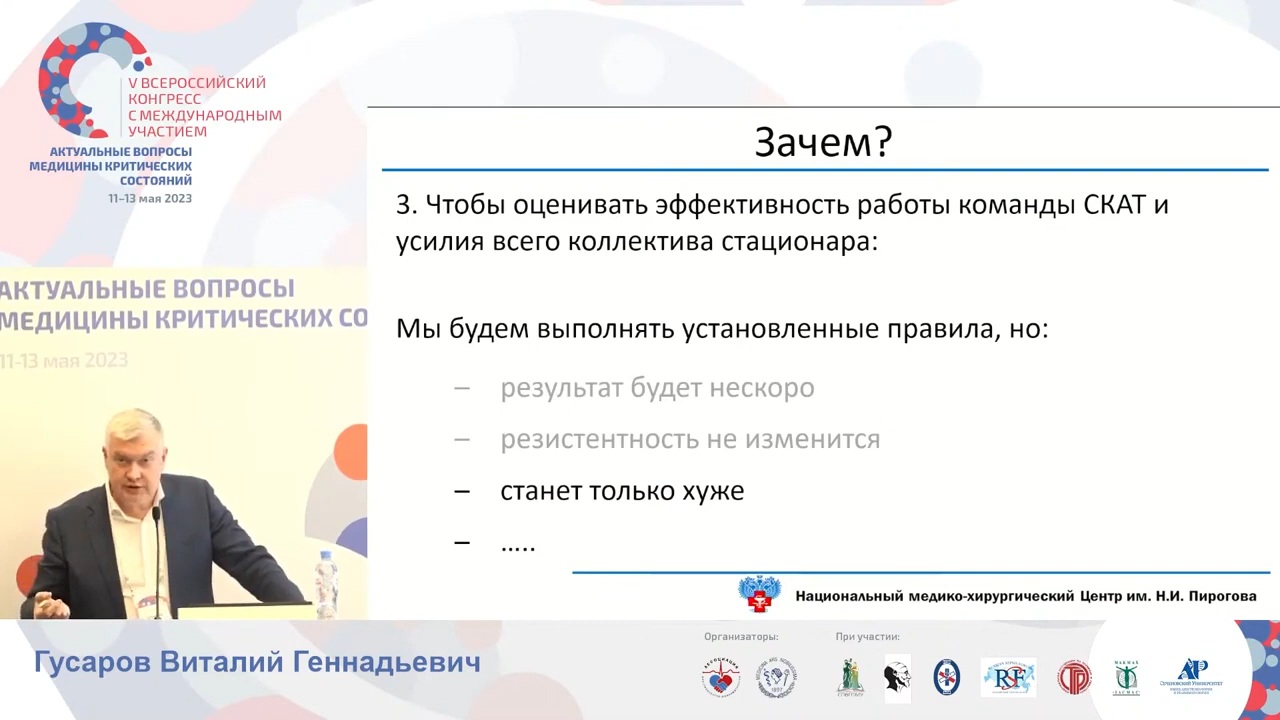 V ВСЕРОССИЙСКИЙ
КОНГРЕСС
С МЕЖДУНАРОДНЫМ
УЧАСТИЕМ
АКТУАЛЬНЫЕ ВОПРОСЫ
МЕДИЦИНЫ КРИТИЧЕСКИХ
СОСТОЯНИЙ
11-13 мая 2023
АКТУАЛЬНЫЕ ВОПРОСЫ
МЕДИЦИНЫ КРИТИЧЕСКИХ СО
11-13 мая 2023
Зачем?
3. Чтобы оценивать эффективность работы команды СКАТ и
усилия всего коллектива стационара:
Мы будем выполнять установленные правила, но:
– результат будет нескоро
– резистентность не изменится
– станет только хуже
– …..
Национальный медико-хирургический Центр им. Н.И. Пирогова
Гусаров Виталий Геннадьевич
Организаторы:
При участии: